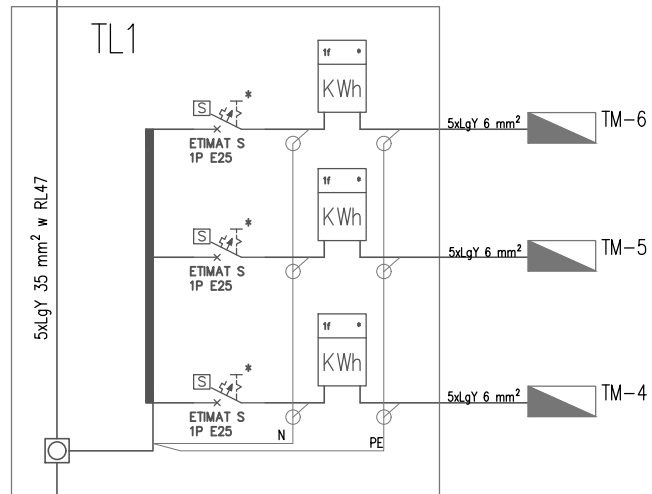 TL1
1f *
KWh
S
*
ETIMAT S
1P E25
5xLgY 6 mm²
TM-6
1f *
KWh
S
*
ETIMAT S
1P E25
5xLgY 6 mm²
TM-5
5xLgY 35 mm² w RL47
1f *
KWh
S
*
ETIMAT S
1P E25
5xLgY 6 mm²
TM-4
N
PE